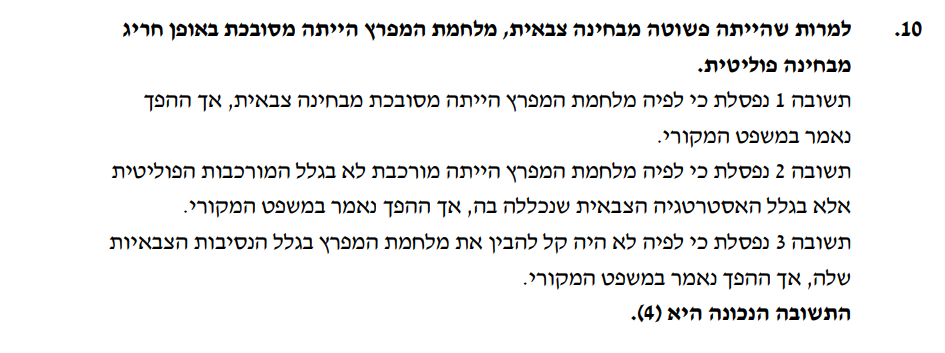 10. למרות שהייתה פשוטה מבחינה צבאית, מלחמת המפרץ הייתה מסובכת באופן חריג
מבחינה פוליטית.
תשובה 1 נפסלת כי לפיה מלחמת המפרץ הייתה מסובכת מבחינה צבאית, אך ההפך
נאמר במשפט המקורי.
תשובה 2 נפסלת כי לפיה מלחמת המפרץ הייתה מורכבת לא בגלל המורכבות הפוליטית
אלא בגלל האסטרטגיה הצבאית שנכללה בה, אך ההפך נאמר במשפט המקורי.
תשובה 3 נפסלת כי לפיה לא היה קל להבין את מלחמת המפרץ בגלל הנסיבות הצבאיות
שלה, אך ההפך נאמר במשפט המקורי.
התשובה הנכונה היא (4).